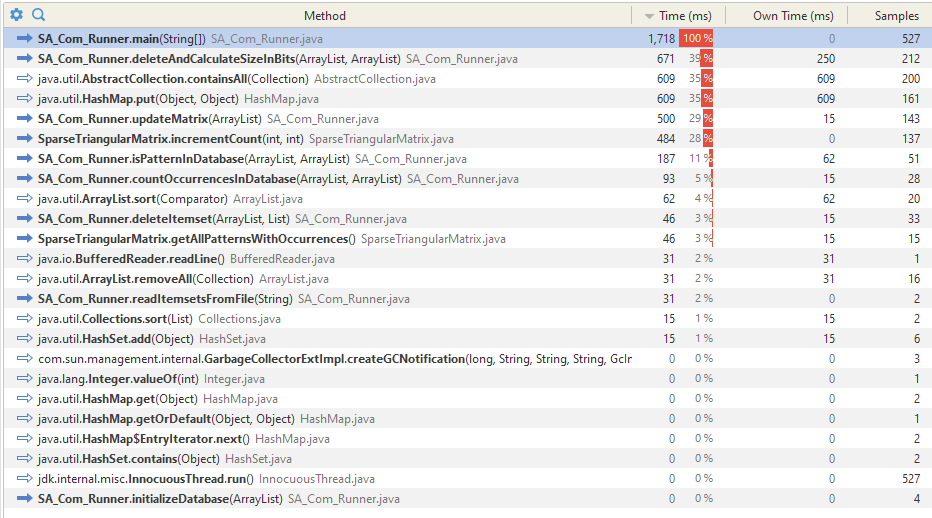 Method Time (ms) Own Time (ms) Samples
SA_Com_Runner.main(String[]) SA_Com_Runner.java 1,718 100 % 0 527
SA_Com_Runner.deleteAndCalculateSizeInBits(ArrayList, ArrayList) SA_Com_Runner.java 671 39 % 250 212
java.util.AbstractCollection.containsAll(Collection) AbstractCollection.java 609 35 % 609 200
java.util.HashMap.put(Object, Object) HashMap.java 609 35 % 609 161
SA_Com_Runner.updateMatrix(ArrayList) SA_Com_Runner.java 500 29 % 15 143
SparseTriangularMatrix.incrementCount(int, int) SparseTriangularMatrix.java 484 28 % 0 137
SA_Com_Runner.isPatternInDatabase(ArrayList, ArrayList) SA_Com_Runner.java 187 11 % 62 51
SA_Com_Runner.countOccurrencesInDatabase(ArrayList, ArrayList) SA_Com_Runner.java 93 5 % 15 28
java.util.ArrayList.sort(Comparator) ArrayList.java 62 4 % 62 20
SA_Com_Runner.deleteItemset(ArrayList, List) SA_Com_Runner.java 46 3 % 15 33
SparseTriangularMatrix.getAllPatternsWithOccurrences() SparseTriangularMatrix.java 46 3 % 15 15
java.io.BufferedReader.readLine() BufferedReader.java 31 2 % 31 1
java.util.ArrayList.removeAll(Collection) ArrayList.java 31 2 % 31 16
SA_Com_Runner.readItemsetsFromFile(String) SA_Com_Runner.java 31 2 % 0 2
java.util.Collections.sort(List) Collections.java 15 1 % 15 2
java.util.HashSet.add(Object) HashSet.java 15 1 % 15 6
com.sun.management.internal.GarbageCollectorExtImpl.createGCNotification(long, String, String, String, GcIn 0 0 % 0 3
java.lang.Integer.valueOf(int) Integer.java 0 0 % 0 1
java.util.HashMap.get(Object) HashMap.java 0 0 % 0 2
java.util.HashMap.getOrDefault(Object, Object) HashMap.java 0 0 % 0 1
java.util.HashMap$EntryIterator.next() HashMap.java 0 0 % 0 2
java.util.HashSet.contains(Object) HashSet.java 0 0 % 0 2
jdk.internal.misc.InnocuousThread.run() InnocuousThread.java 0 0 % 0 527
SA_Com_Runner.initializeDatabase(ArrayList) SA_Com_Runner.java 0 0 % 0 4